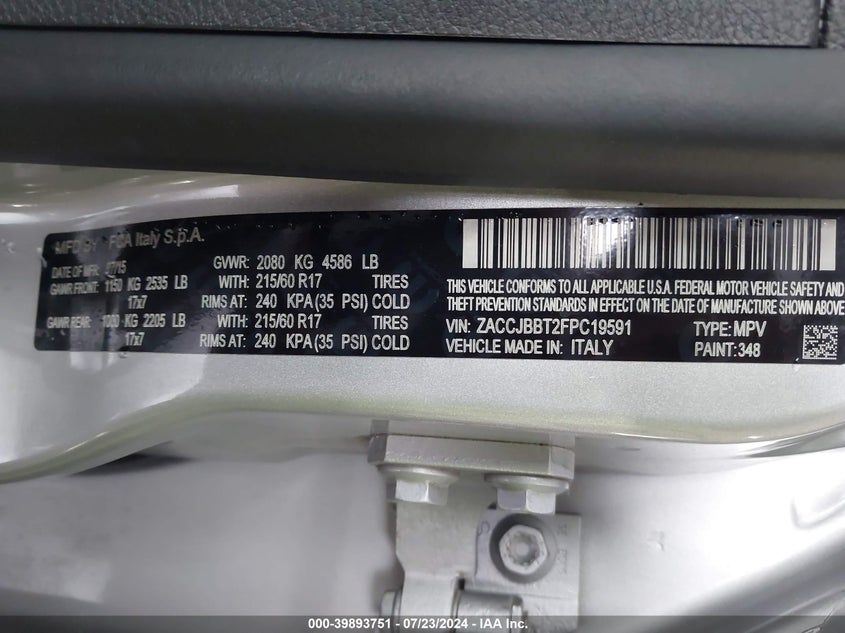 MFD BY FCA Italy S.p.A.
DATE OF MFR
GVWR: 2080 KG 4586 LB
GAWR FRONT: 1150 KG 2535 LB WITH: 215/60 R17 TIRES
17x7 RIMS AT: 240 KPA (35 PSI) COLD
GAWR REAR: 1000 KG 2205 LB WITH: 215/60 R17 TIRES
17x7 RIMS AT: 240 KPA (35 PSI) COLD
THIS VEHICLE CONFORMS TO ALL APPLICABLE U.S.A. FEDERAL MOTOR VEHICLE SAFETY AND
THEFT PREVENTION STANDARDS IN EFFECT ON THE DATE OF MANUFACTURE SHOWN ABOVE
VIN: ZACCJBBT2FPC19591 TYPE: MPV
VEHICLE MADE IN: ITALY PAINT:348
000-39893751 - 07/23/2024 - IAA Inc.